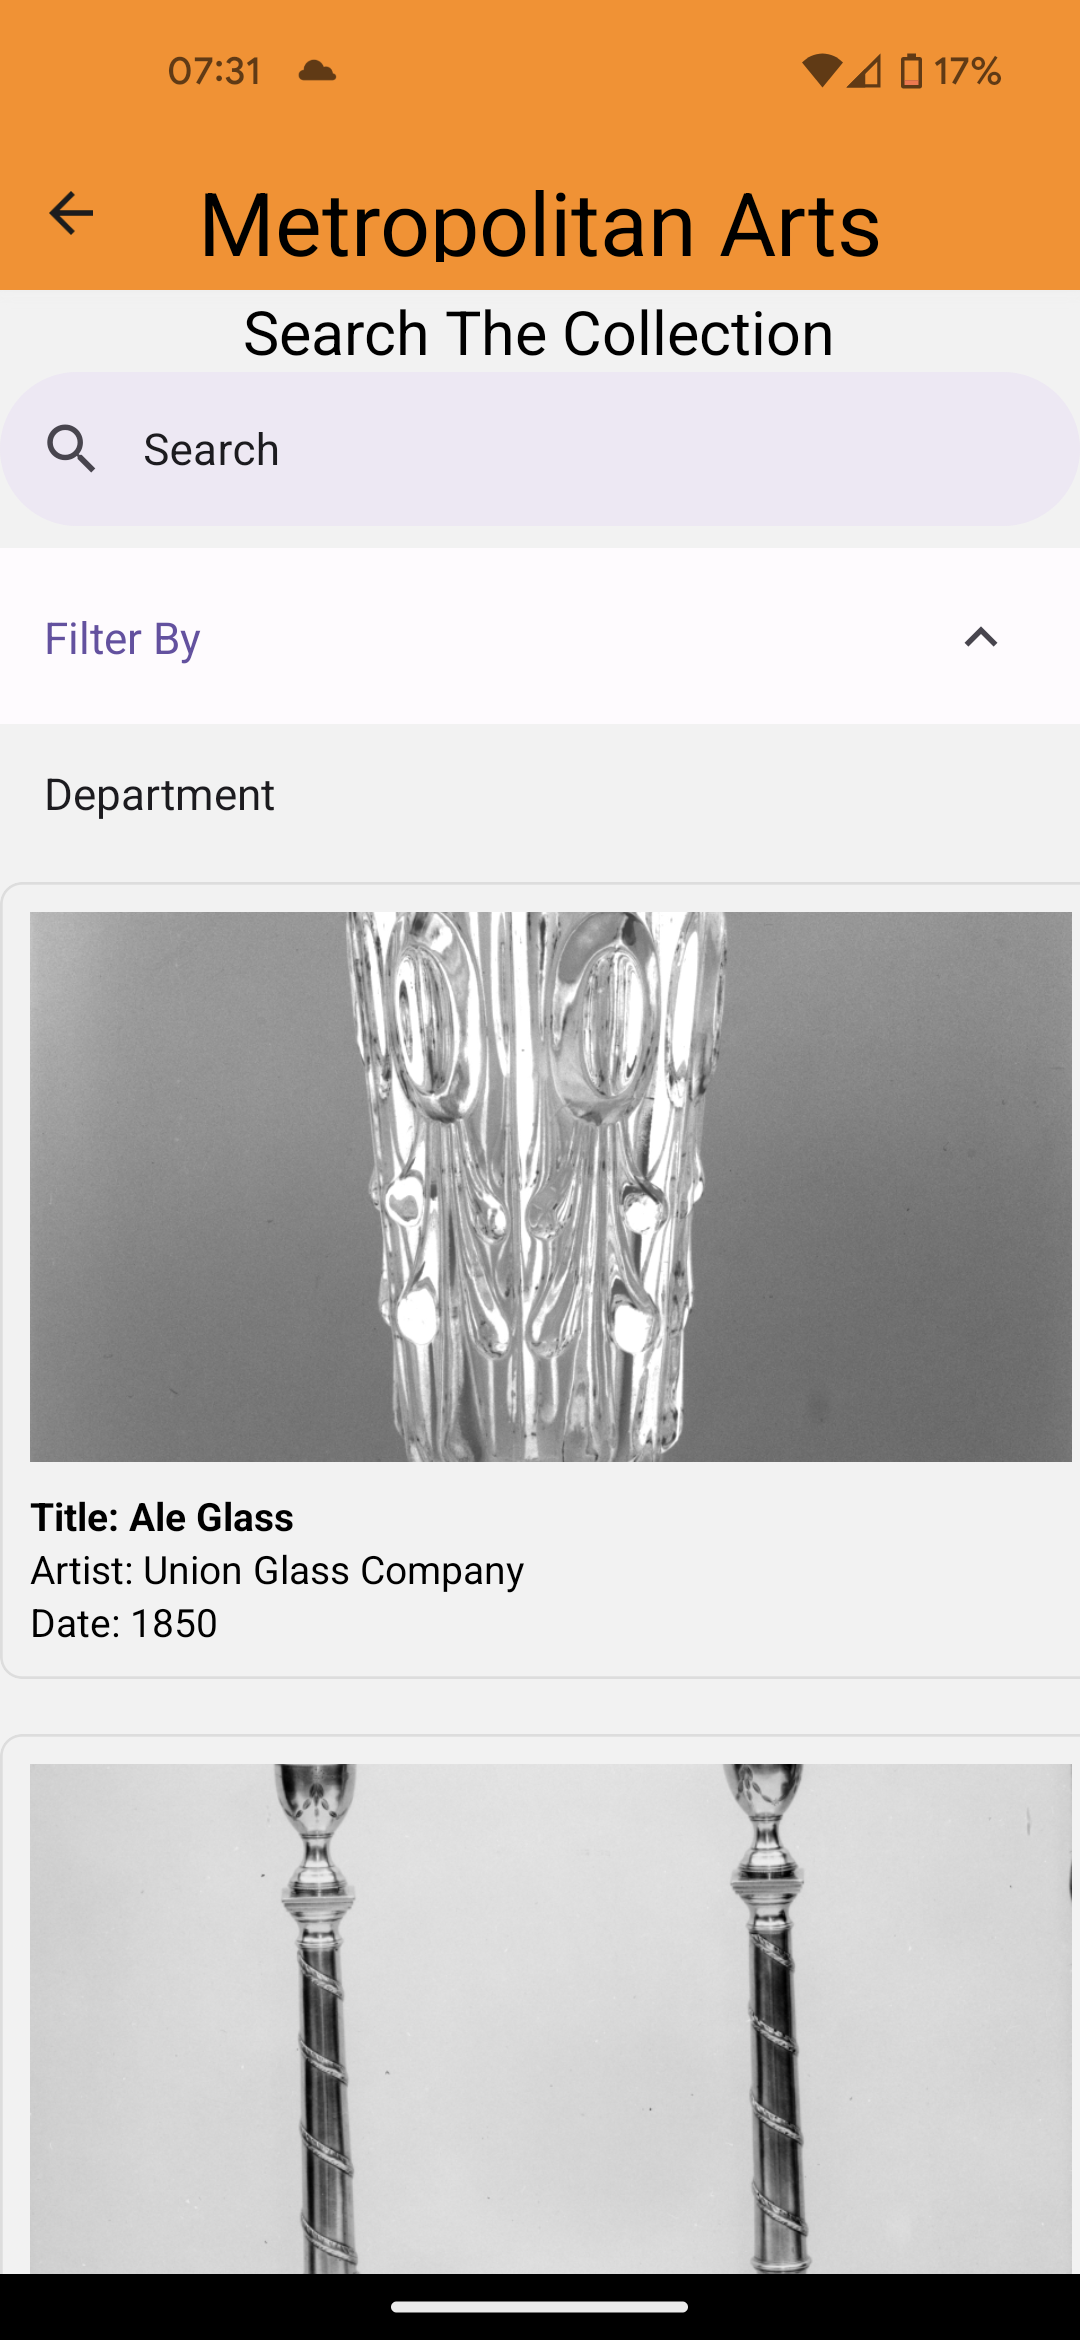 07:31
17%
Metropolitan Arts
Search The Collection
Search
Filter By
Department
Title: Ale Glass
Artist: Union Glass Company
Date: 1850